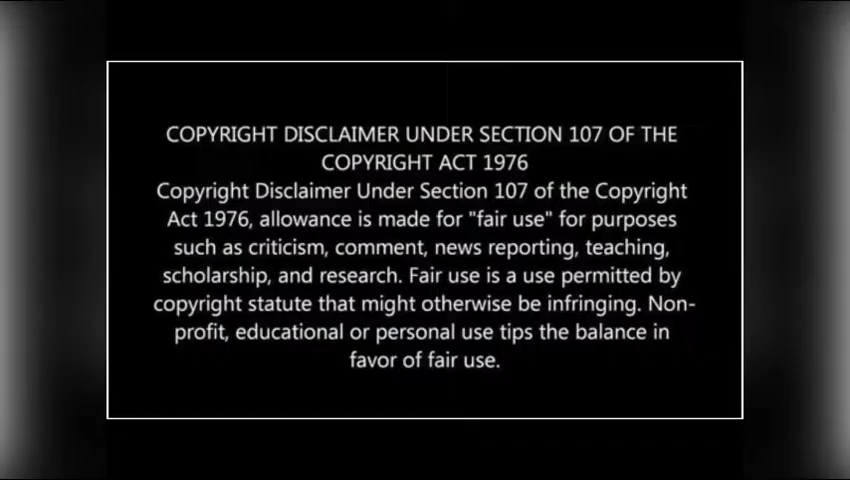 COPYRIGHT DISCLAIMER UNDER SECTION 107 OF THE
COPYRIGHT ACT 1976
Copyright Disclaimer Under Section 107 of the Copyright
Act 1976, allowance is made for "fair use" for purposes
such as criticism, comment, news reporting, teaching,
scholarship, and research. Fair use is a use permitted by
copyright statute that might otherwise be infringing. Non-
profit, educational or personal use tips the balance in
favor of fair use.